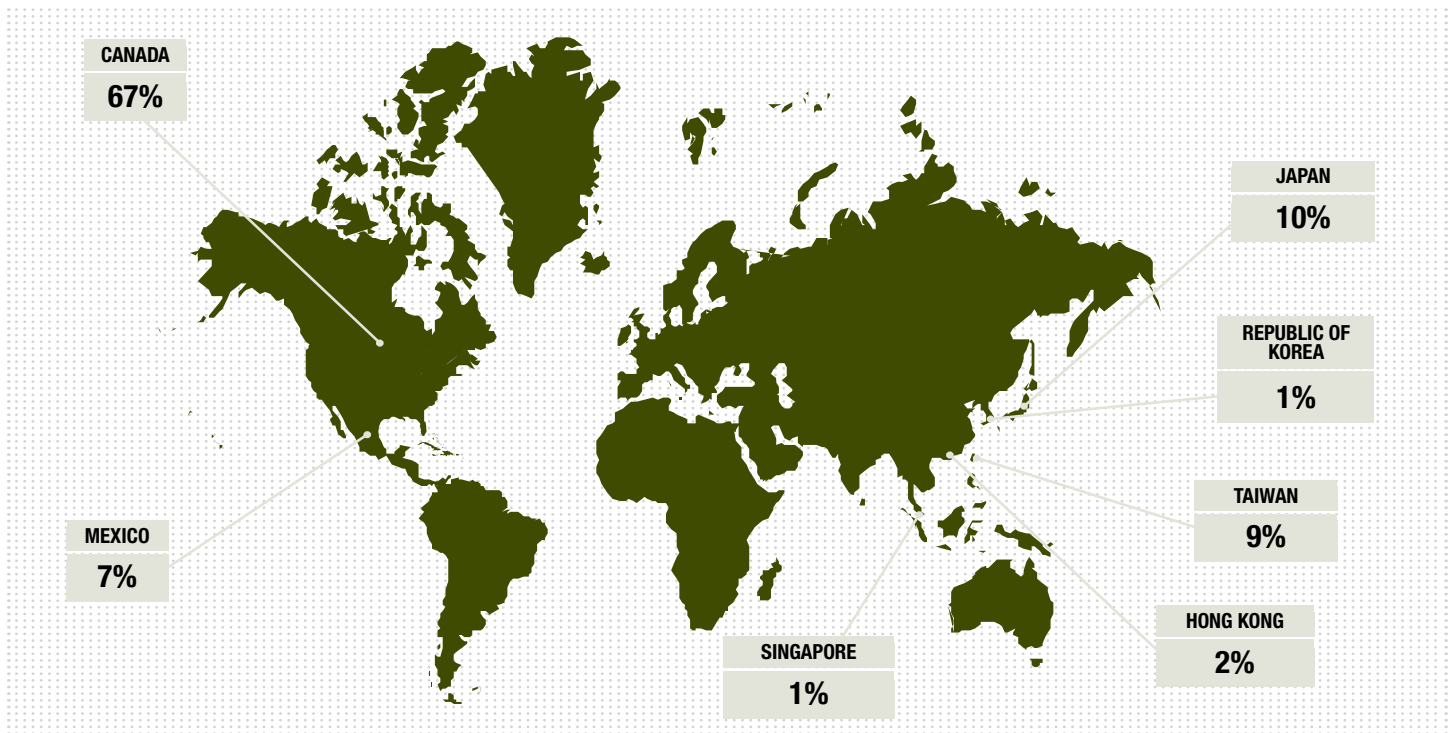 CANADA
67%
JAPAN
10%
REPUBLIC OF
KOREA
1%
TAIWAN
9%
MEXICO
7%
HONG KONG
2%
SINGAPORE
1%